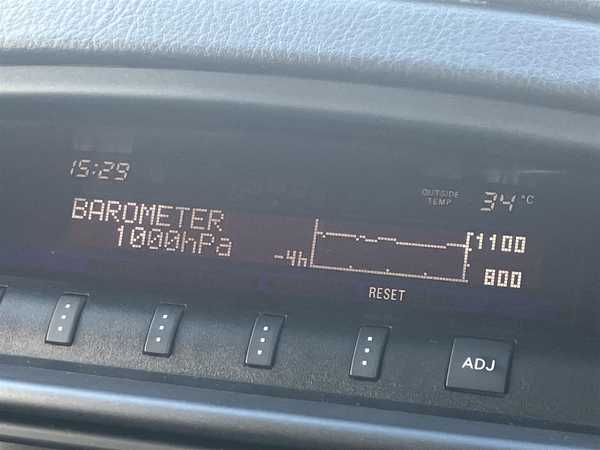 15:29
OUTSIDE
TEMP
34°C
BAROMETER
1000hPa
-4h
1100
800
RESET
ADJ